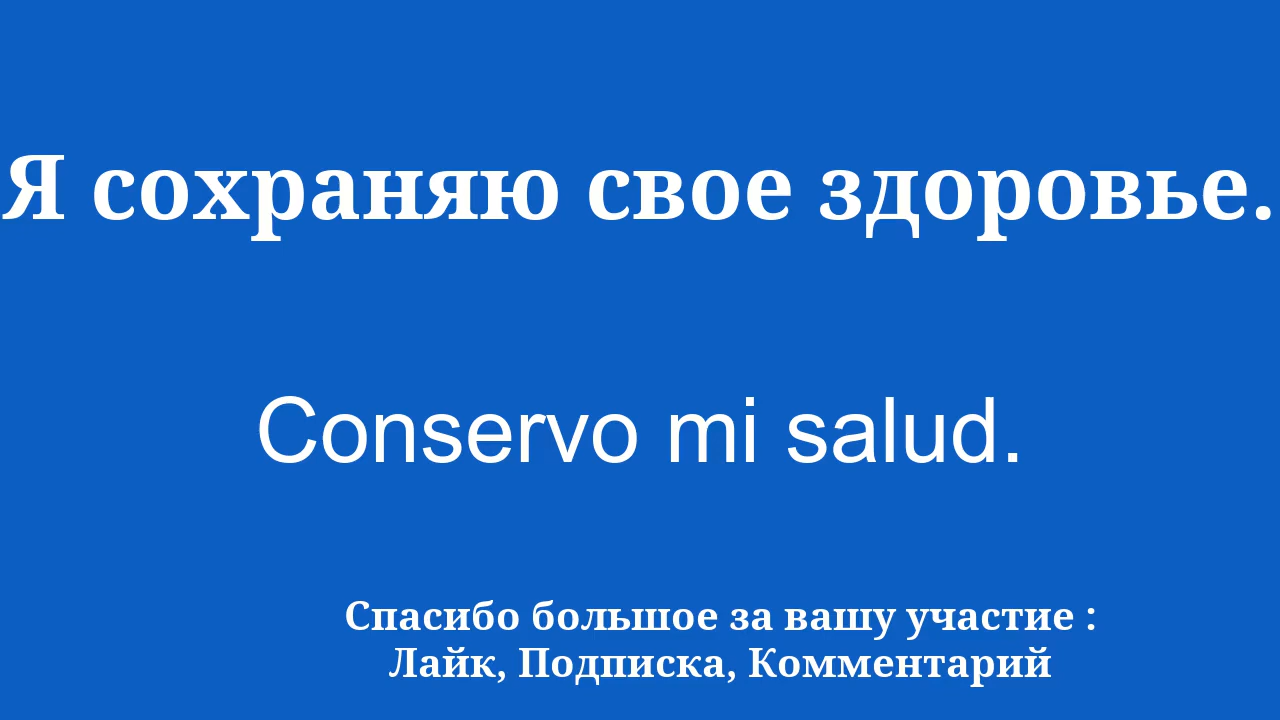 Я сохраняю свое здоровье.
Conservo mi salud.
Спасибо большое за вашу участие :
Лайк, Подписка, Комментарий